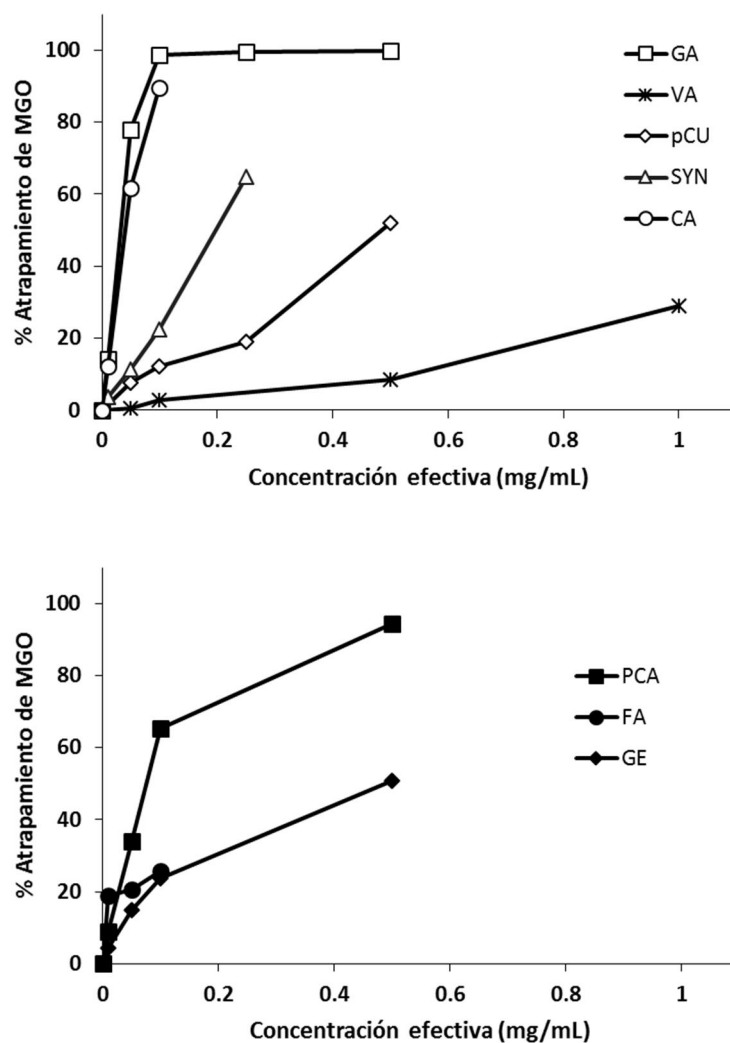 % Atrapamiento de MGO
100
80
60
40
20
0
0
0.2
0.4
0.6
0.8
1
Concentración efectiva (mg/mL)
GA
VA
pCU
SYN
CA
% Atrapamiento de MGO
100
80
60
40
20
0
0
0.2
0.4
0.6
0.8
1
Concentración efectiva (mg/mL)
PCA
FA
GE